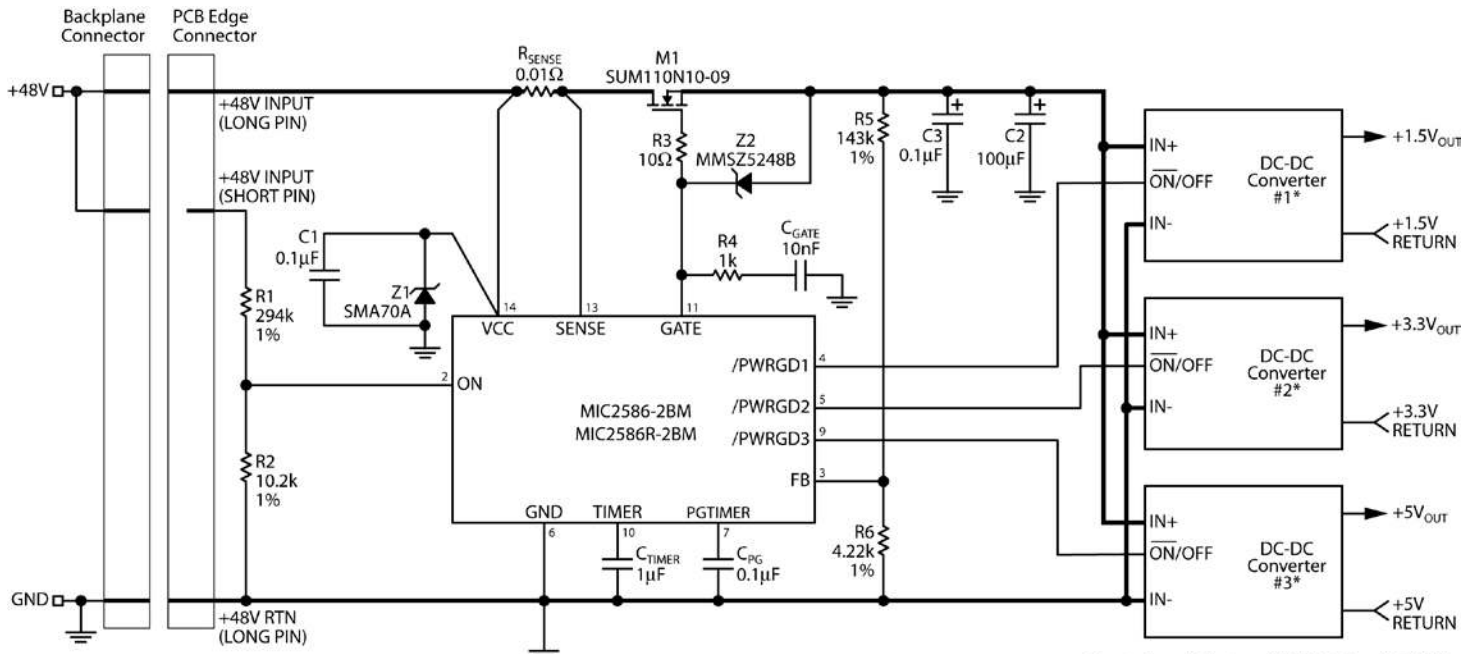 Backplane
Connector
PCB Edge
Connector
RSENSE
0.01Ω
M1
SUM110N10-09
+48V
+48V INPUT
(LONG PIN)
+48V INPUT
(SHORT PIN)
R3
10Ω
Z2
MMSZ5248B
R5
143k
1%
C3
0.1µF
C2
100µF
+
+
IN+
ON/OFF
IN-
DC-DC
Converter
#1*
+1.5VOUT
+1.5V
RETURN
C1
0.1µF
Z1
SMA70A
R4
1k
CGATE
10nF
R1
294k
1%
14
13
11
VCC
SENSE
GATE
2
ON
MIC2586-2BM
MIC2586R-2BM
/PWRGD1
4
/PWRGD2
5
/PWRGD3
9
FB
3
IN+
ON/OFF
IN-
DC-DC
Converter
#2*
+3.3VOUT
+3.3V
RETURN
R2
10.2k
1%
GND
TIMER
PGTIMER
6
10
7
CTIMER
1µF
CPG
0.1µF
R6
4.22k
1%
IN+
ON/OFF
IN-
DC-DC
Converter
#3*
+5VOUT
+5V
RETURN
GND
+48V RTN
(LONG PIN)